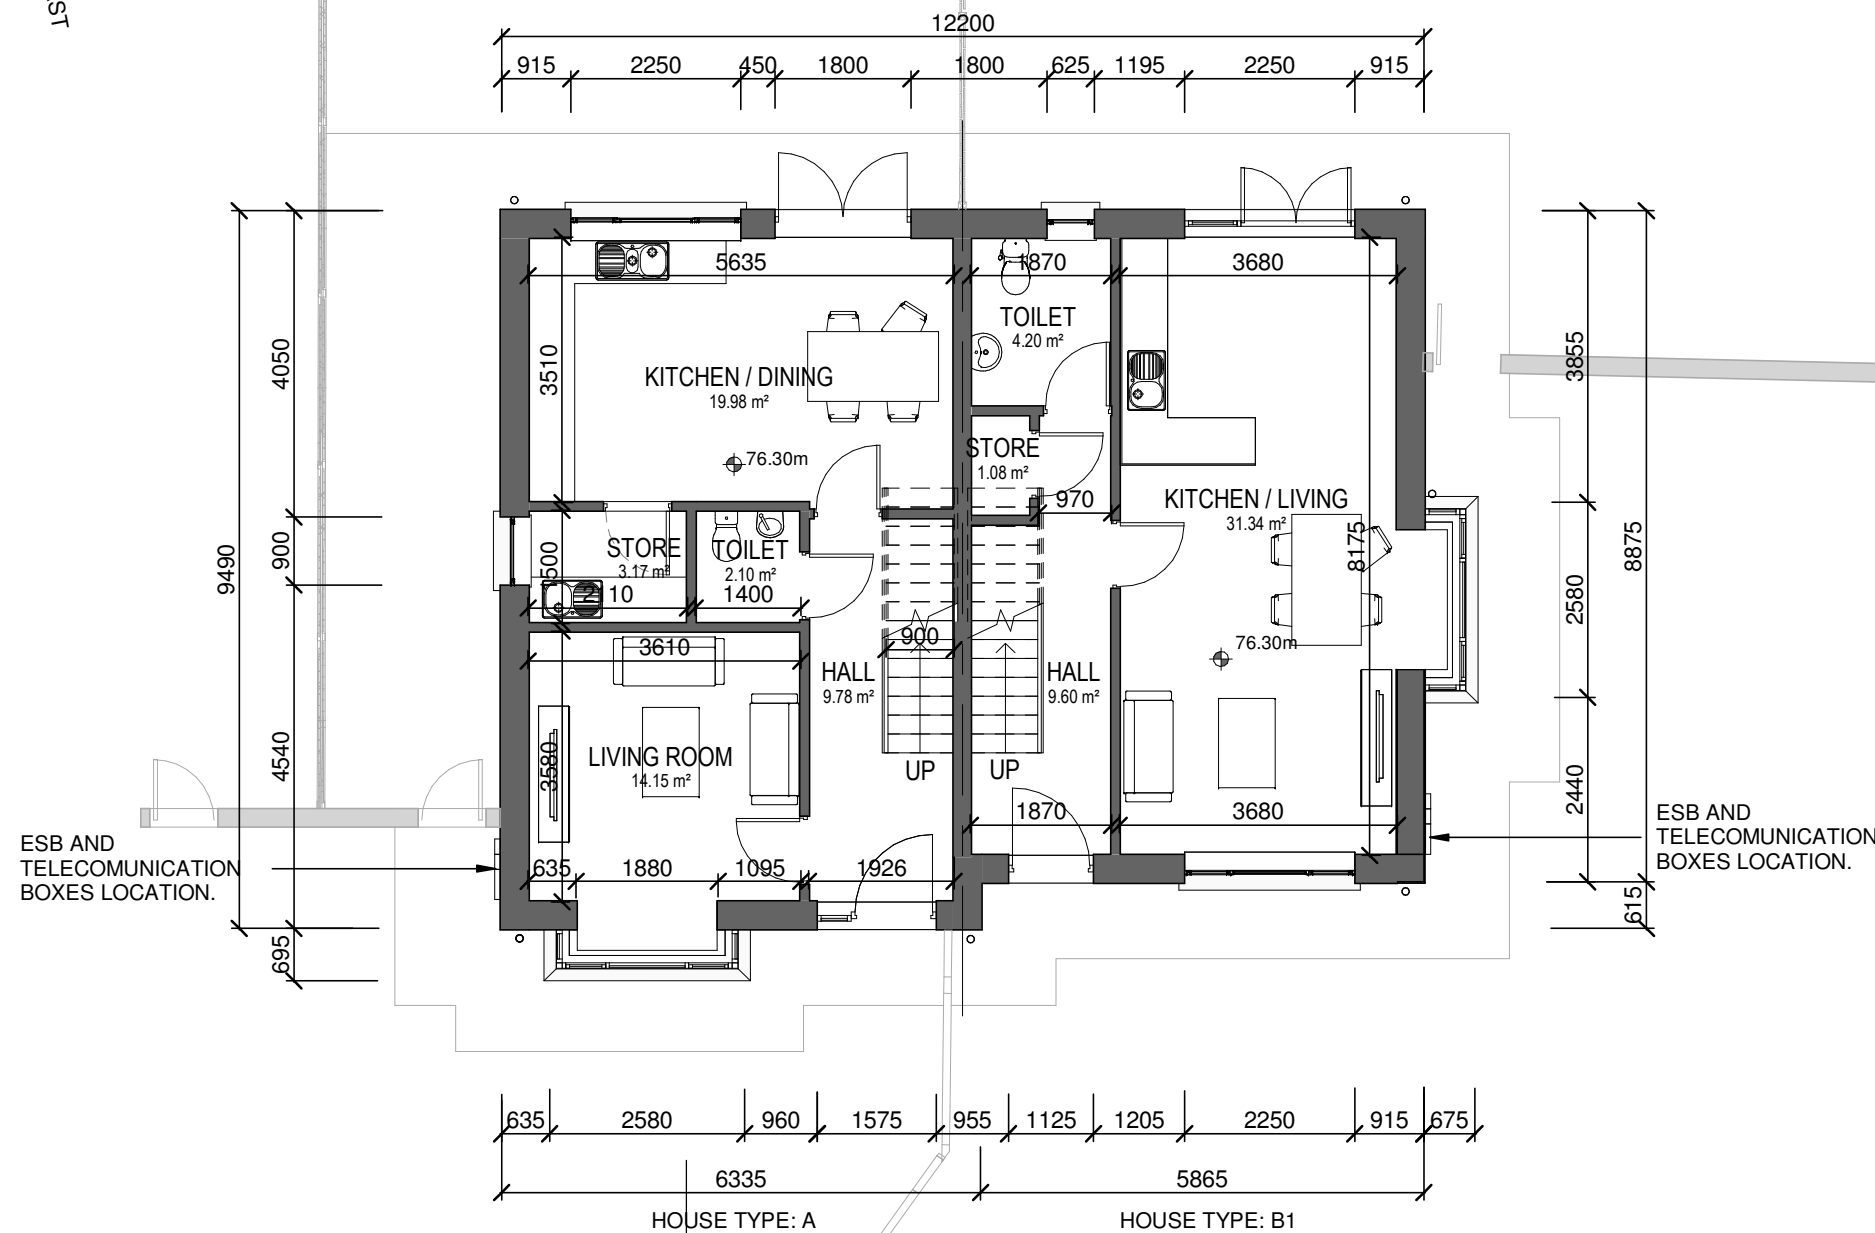 12200
915 2250 450 1800 1800 625 1195 2250 915
5635 1870 3680
TOILET
4.20 m²
4050 3510 3855
KITCHEN / DINING
19.98 m²
76.30m
STORE
1.08 m²
970
KITCHEN / LIVING
31.34 m²
9490 900 8175 8875
STORE
3.17 m²
TOILET
2.10 m²
2580
1400
3610 900
76.30m
HALL
9.78 m²
HALL
9.60 m²
4540 3580 2440
LIVING ROOM
14.15 m²
UP UP
1870 3680
ESB AND
TELECOMUNICATION
BOXES LOCATION.
ESB AND
TELECOMUNICATION
BOXES LOCATION.
635 1880 1095 1926
615
695
635 2580 960 1575 955 1125 1205 2250 915 675
6335 5865
HOUSE TYPE: A HOUSE TYPE: B1